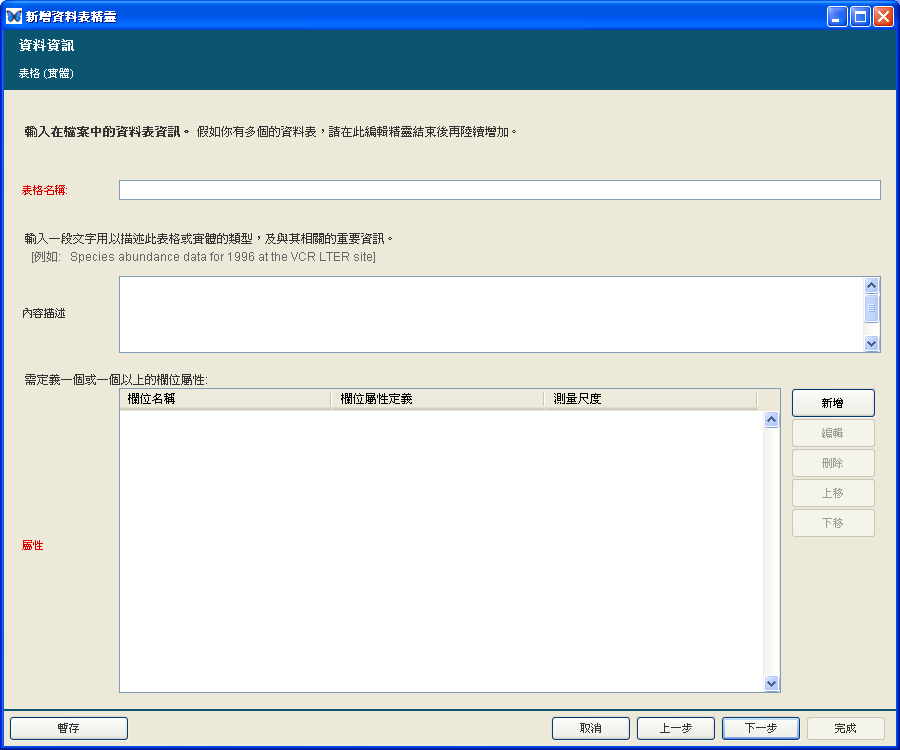 新增資料表精靈
資料資訊
表格 (實體)
輸入在檔案中的資料表資訊。 假如你有多個的資料表，請在此編輯精靈結束後再陸續增加。
表格名稱:
輸入一段文字用以描述此表格或實體的類型，及與其相關的重要資訊。
[例如: Species abundance data for 1996 at the VCR LTER site]
內容描述
需定義一個或一個以上的欄位屬性:
欄位名稱 欄位屬性定義 測量尺度
新增
編輯
刪除
上移
下移
屬性
暫存 取消 上一步 下一步 完成